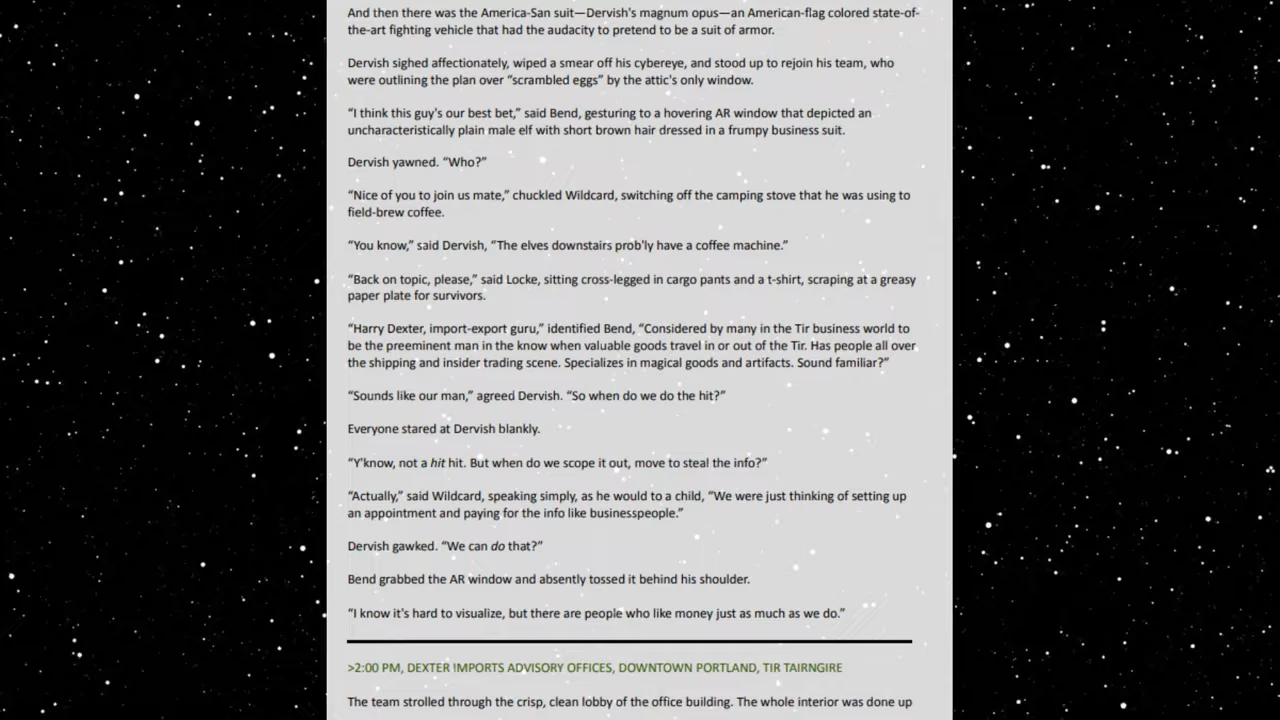 And then there was the America-San suit—Dervish's magnum opus—an American-flag colored state-of-
the-art fighting vehicle that had the audacity to pretend to be a suit of armor.
Dervish sighed affectionately, wiped a smear off his cybereye, and stood up to rejoin his team, who
were outlining the plan over “scrambled eggs” by the attic's only window.
“I think this guy's our best bet,” said Bend, gesturing to a hovering AR window that depicted an
uncharacteristically plain male elf with short brown hair dressed in a frumpy business suit.
Dervish yawned. “Who?”
“Nice of you to join us mate,” chuckled Wildcard, switching off the camping stove that he was using to
field-brew coffee.
“You know,” said Dervish, “The elves downstairs prob'ly have a coffee machine.”
“Back on topic, please,” said Locke, sitting cross-legged in cargo pants and a t-shirt, scraping at a greasy
paper plate for survivors.
“Harry Dexter, import-export guru,” identified Bend, “Considered by many in the Tir business world to
be the preeminent man in the know when valuable goods travel in or out of the Tir. Has people all over
the shipping and insider trading scene. Specializes in magical goods and artifacts. Sound familiar?”
“Sounds like our man,” agreed Dervish. “So when do we do the hit?”
Everyone stared at Dervish blankly.
“Y'know, not a hit hit. But when do we scope it out, move to steal the info?”
“Actually,” said Wildcard, speaking simply, as he would to a child, “We were just thinking of setting up
an appointment and paying for the info like businesspeople.”
Dervish gawked. “We can do that?”
Bend grabbed the AR window and absently tossed it behind his shoulder.
“I know it's hard to visualize, but there are people who like money just as much as we do.”
>2:00 PM, DEXTER IMPORTS ADVISORY OFFICES, DOWNTOWN PORTLAND, TIR TAIRNGIRE
The team strolled through the crisp, clean lobby of the office building. The whole interior was done up